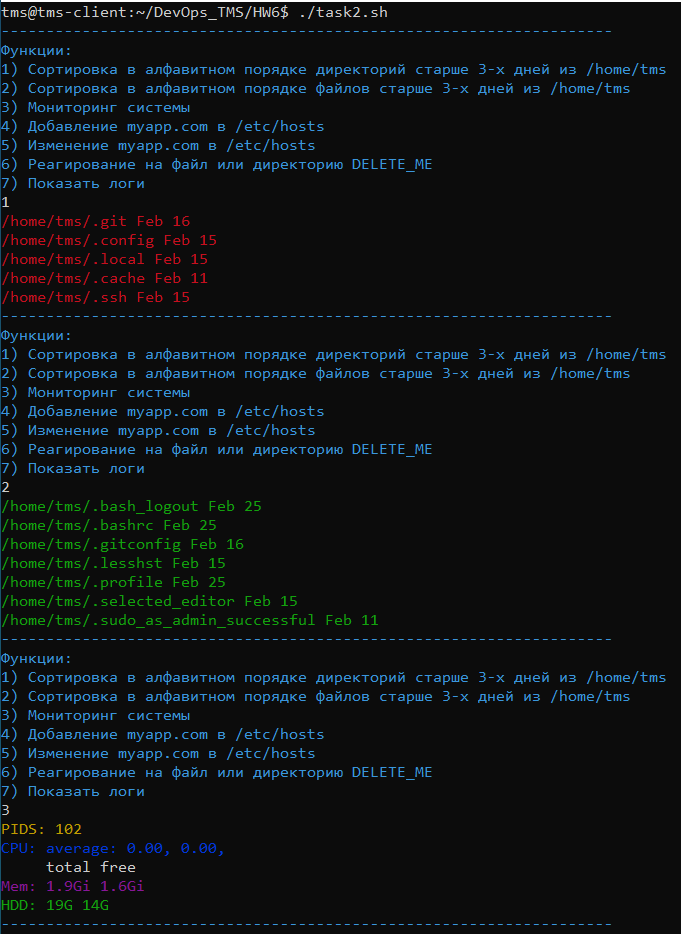 tms@tms-client:~/DevOps_TMS/HW6$ ./task2.sh
--------------------------------------------------------------------
Функции:
1) Сортировка в алфавитном порядке директорий старше 3-х дней из /home/tms
2) Сортировка в алфавитном порядке файлов старше 3-х дней из /home/tms
3) Мониторинг системы
4) Добавление myapp.com в /etc/hosts
5) Изменение myapp.com в /etc/hosts
6) Реагирование на файл или директорию DELETE_ME
7) Показать логи
1
/home/tms/.git Feb 16
/home/tms/.config Feb 15
/home/tms/.local Feb 15
/home/tms/.cache Feb 11
/home/tms/.ssh Feb 15
--------------------------------------------------------------------
Функции:
1) Сортировка в алфавитном порядке директорий старше 3-х дней из /home/tms
2) Сортировка в алфавитном порядке файлов старше 3-х дней из /home/tms
3) Мониторинг системы
4) Добавление myapp.com в /etc/hosts
5) Изменение myapp.com в /etc/hosts
6) Реагирование на файл или директорию DELETE_ME
7) Показать логи
2
/home/tms/.bash_logout Feb 25
/home/tms/.bashrc Feb 25
/home/tms/.gitconfig Feb 16
/home/tms/.lesshst Feb 15
/home/tms/.profile Feb 25
/home/tms/.selected_editor Feb 15
/home/tms/.sudo_as_admin_successful Feb 11
--------------------------------------------------------------------
Функции:
1) Сортировка в алфавитном порядке директорий старше 3-х дней из /home/tms
2) Сортировка в алфавитном порядке файлов старше 3-х дней из /home/tms
3) Мониторинг системы
4) Добавление myapp.com в /etc/hosts
5) Изменение myapp.com в /etc/hosts
6) Реагирование на файл или директорию DELETE_ME
7) Показать логи
3
PIDS: 102
CPU: average: 0.00, 0.00,
total free
Mem: 1.9Gi 1.6Gi
HDD: 19G 14G
--------------------------------------------------------------------